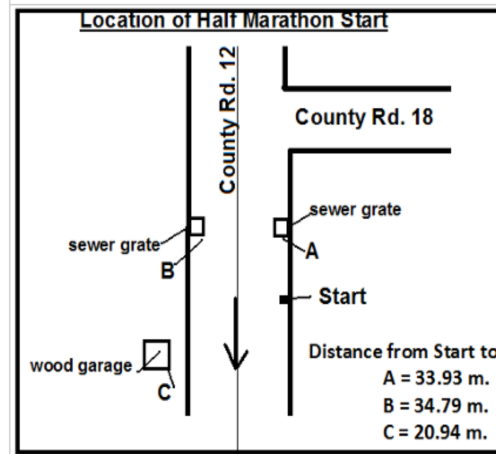 Location of Half Marathon Start
County Rd. 12
County Rd. 18
sewer grate
A
sewer grate
B
Start
wood garage
C
Distance from Start to
A = 33.93 m.
B = 34.79 m.
C = 20.94 m.